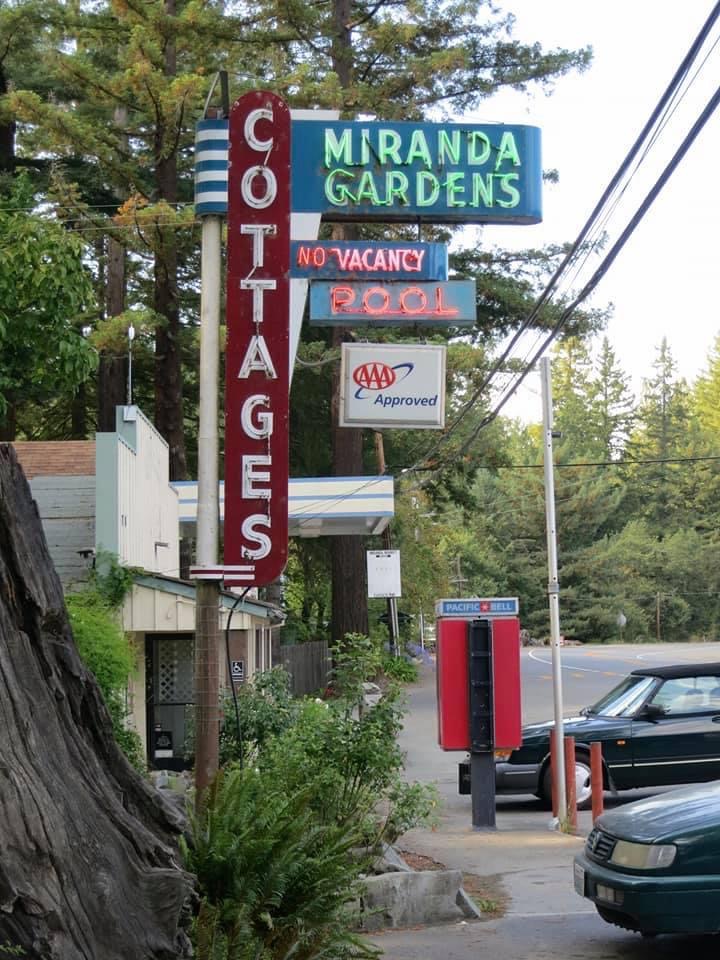 COTTAGES
MIRANDA
GARDENS
NO VACANCY
POOL
AAA
Approved
PACIFIC BELL